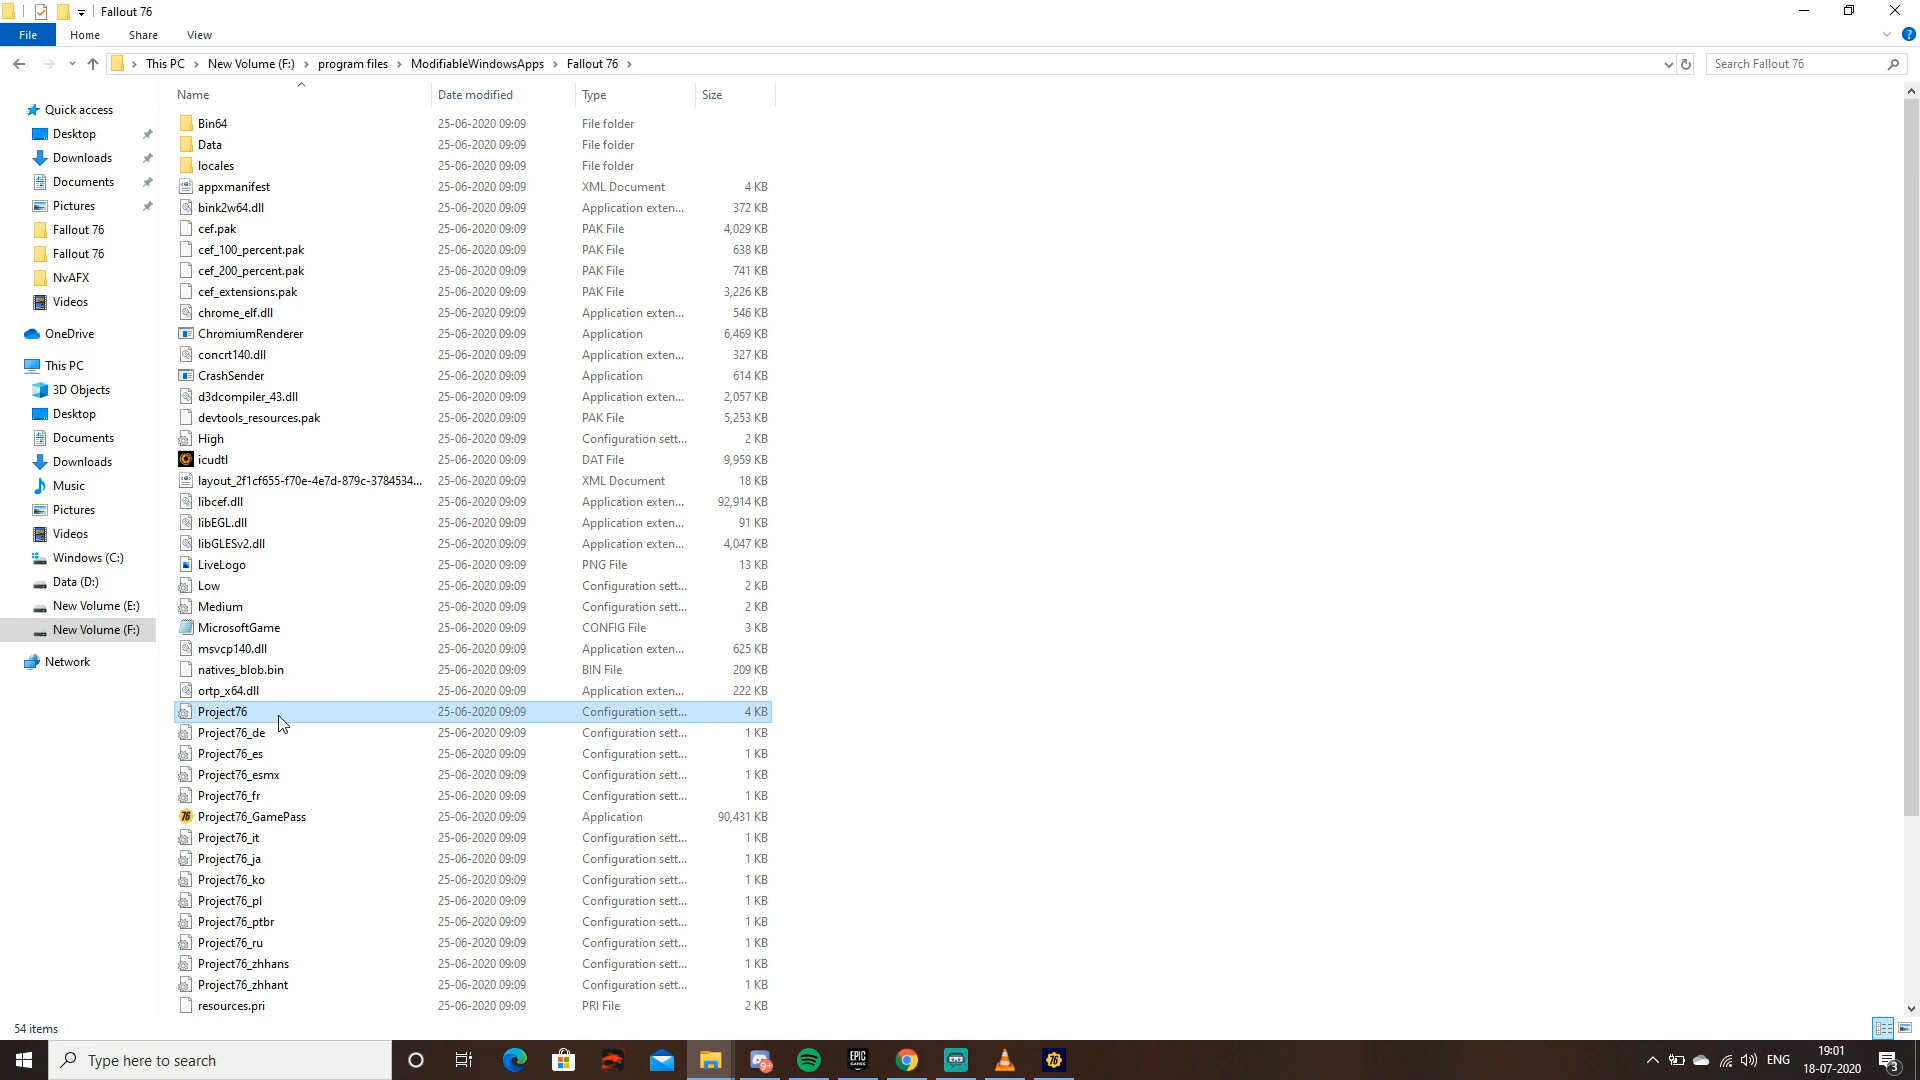 Fallout 76
File Home Share View
This PC New Volume (F:) program files ModifiableWindowsApps Fallout 76
Search Fallout 76
Name Date modified Type Size
Quick access
Desktop
Downloads
Documents
Pictures
Fallout 76
Fallout 76
NvAFX
Videos
OneDrive
This PC
3D Objects
Desktop
Documents
Downloads
Music
Pictures
Videos
Windows (C:)
Data (D:)
New Volume (E:)
New Volume (F:)
Network
Bin64 25-06-2020 09:09 File folder
Data 25-06-2020 09:09 File folder
locales 25-06-2020 09:09 File folder
appxmanifest 25-06-2020 09:09 XML Document 4 KB
bink2w64.dll 25-06-2020 09:09 Application exten... 372 KB
cef.pak 25-06-2020 09:09 PAK File 4,029 KB
cef_100_percent.pak 25-06-2020 09:09 PAK File 638 KB
cef_200_percent.pak 25-06-2020 09:09 PAK File 741 KB
cef_extensions.pak 25-06-2020 09:09 PAK File 3,226 KB
chrome_elf.dll 25-06-2020 09:09 Application exten... 546 KB
ChromiumRenderer 25-06-2020 09:09 Application 6,469 KB
concrt140.dll 25-06-2020 09:09 Application exten... 327 KB
CrashSender 25-06-2020 09:09 Application 614 KB
d3dcompiler_43.dll 25-06-2020 09:09 Application exten... 2,057 KB
devtools_resources.pak 25-06-2020 09:09 PAK File 5,253 KB
High 25-06-2020 09:09 Configuration sett... 2 KB
icudtl 25-06-2020 09:09 DAT File 9,959 KB
layout_2f1cf655-f70e-4e7d-879c-3784534... 25-06-2020 09:09 XML Document 18 KB
libcef.dll 25-06-2020 09:09 Application exten... 92,914 KB
libEGL.dll 25-06-2020 09:09 Application exten... 91 KB
libGLESv2.dll 25-06-2020 09:09 Application exten... 4,047 KB
LiveLogo 25-06-2020 09:09 PNG File 13 KB
Low 25-06-2020 09:09 Configuration sett... 2 KB
Medium 25-06-2020 09:09 Configuration sett... 2 KB
MicrosoftGame 25-06-2020 09:09 CONFIG File 3 KB
msvcp140.dll 25-06-2020 09:09 Application exten... 625 KB
natives_blob.bin 25-06-2020 09:09 BIN File 209 KB
ortp_x64.dll 25-06-2020 09:09 Application exten... 222 KB
Project76 25-06-2020 09:09 Configuration sett... 4 KB
Project76_de 25-06-2020 09:09 Configuration sett... 1 KB
Project76_es 25-06-2020 09:09 Configuration sett... 1 KB
Project76_esmx 25-06-2020 09:09 Configuration sett... 1 KB
Project76_fr 25-06-2020 09:09 Configuration sett... 1 KB
Project76_GamePass 25-06-2020 09:09 Application 90,431 KB
Project76_it 25-06-2020 09:09 Configuration sett... 1 KB
Project76_ja 25-06-2020 09:09 Configuration sett... 1 KB
Project76_ko 25-06-2020 09:09 Configuration sett... 1 KB
Project76_pl 25-06-2020 09:09 Configuration sett... 1 KB
Project76_ptbr 25-06-2020 09:09 Configuration sett... 1 KB
Project76_ru 25-06-2020 09:09 Configuration sett... 1 KB
Project76_zhhans 25-06-2020 09:09 Configuration sett... 1 KB
Project76_zhhant 25-06-2020 09:09 Configuration sett... 1 KB
resources.pri 25-06-2020 09:09 PRI File 2 KB
54 items
Type here to search
EPIC GAMES
76
ENG
19:01
18-07-2020
3